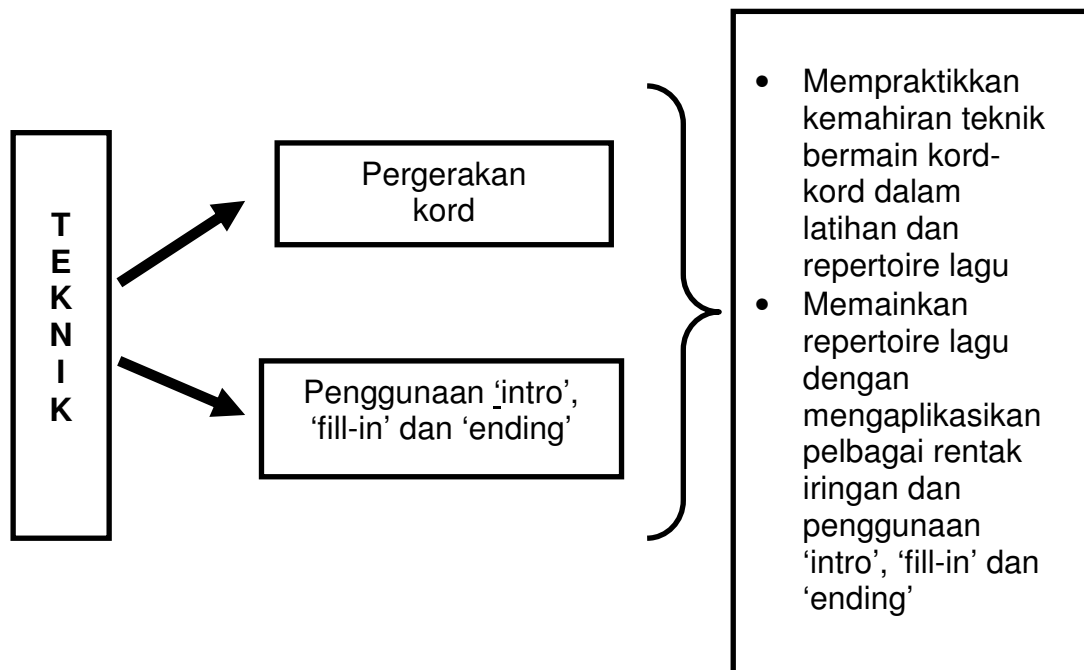 TEKNIK
Pergerakan
kord
Penggunaan ‘intro’,
‘fill-in’ dan ‘ending’
• Mempraktikkan
kemahiran teknik
bermain kord-
kord dalam
latihan dan
repertoire lagu
• Memainkan
repertoire lagu
dengan
mengaplikasikan
pelbagai rentak
iringan dan
penggunaan
‘intro’, ‘fill-in’ dan
‘ending’